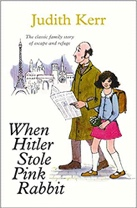 Judith Kerr
The classic family story
of escape and refuge
When
Hitler
Stole
Pink
Rabbit